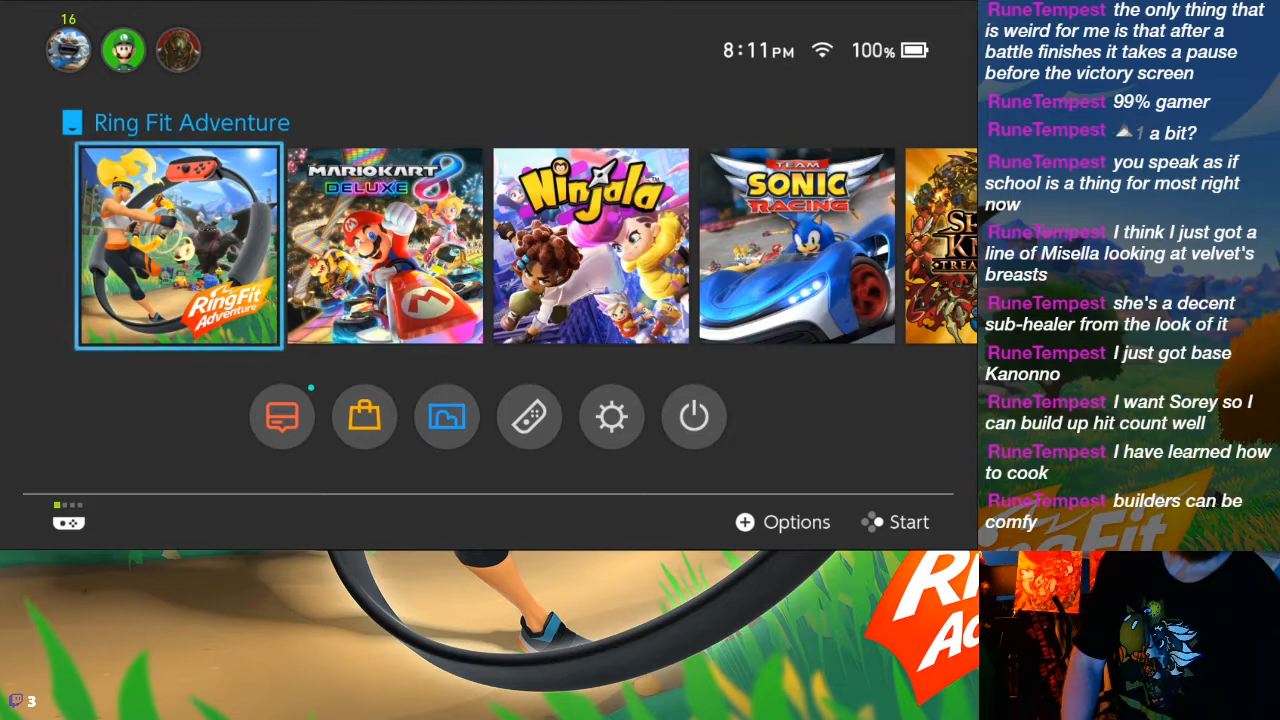 16
8:11 PM 100%
Ring Fit Adventure
RingFit
Adventure
MARIOKART 8
DELUXE
M
Ninjala
TEAM
SONIC
RACING
Options
Start
3
RuneTempest the only thing that
is weird for me is that after a
battle finishes it takes a pause
before the victory screen
RuneTempest 99% gamer
RuneTempest 1 a bit?
RuneTempest you speak as if
school is a thing for most right
now
RuneTempest I think I just got a
line of Misella looking at velvet's
breasts
RuneTempest she's a decent
sub-healer from the look of it
RuneTempest I just got base
Kanonno
RuneTempest I want Sorey so I
can build up hit count well
RuneTempest I have learned how
to cook
RuneTempest builders can be
comfy